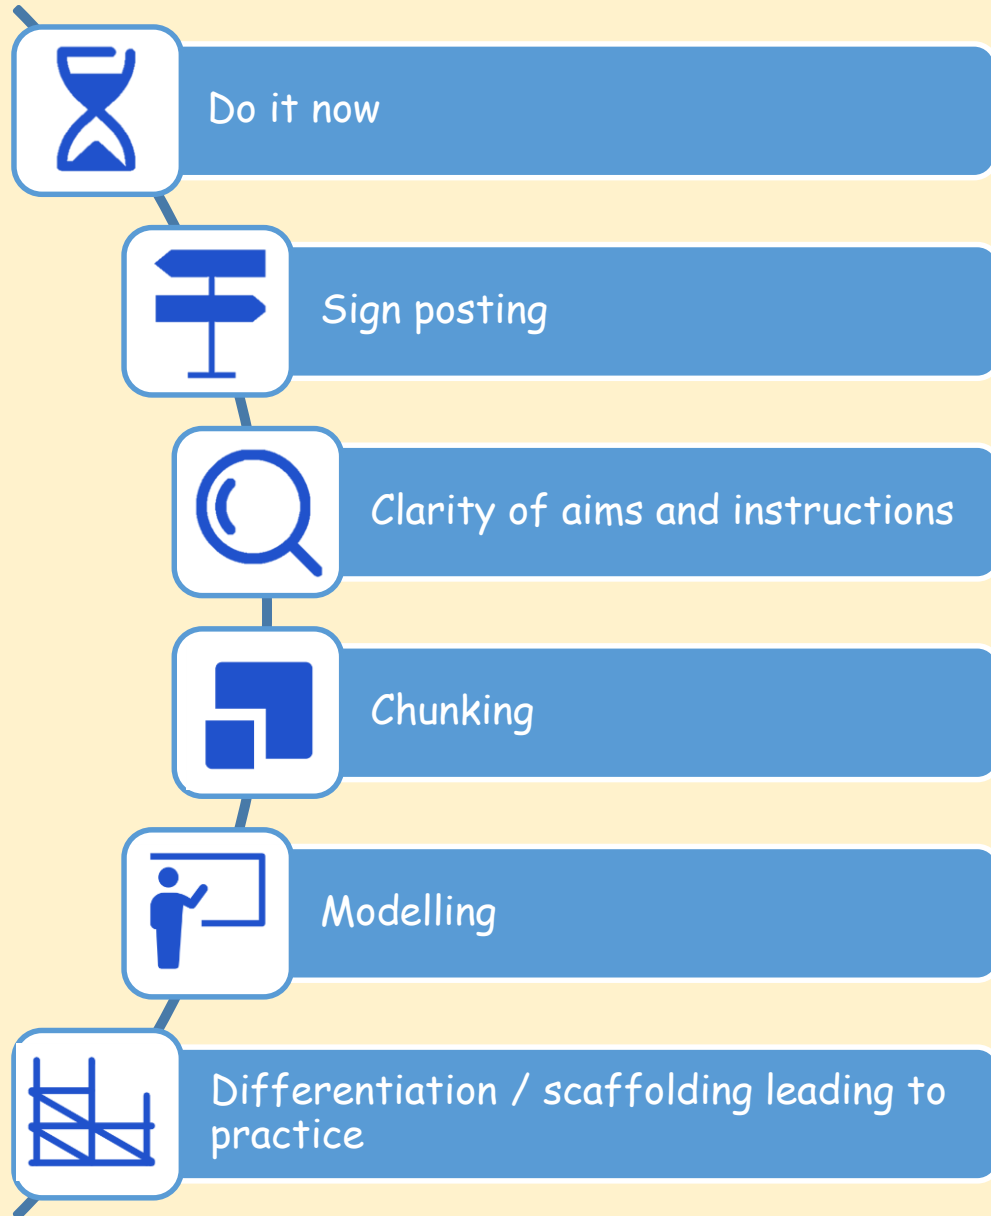 Do it now
Sign posting
Clarity of aims and instructions
Chunking
Modelling
Differentiation / scaffolding leading to
practice